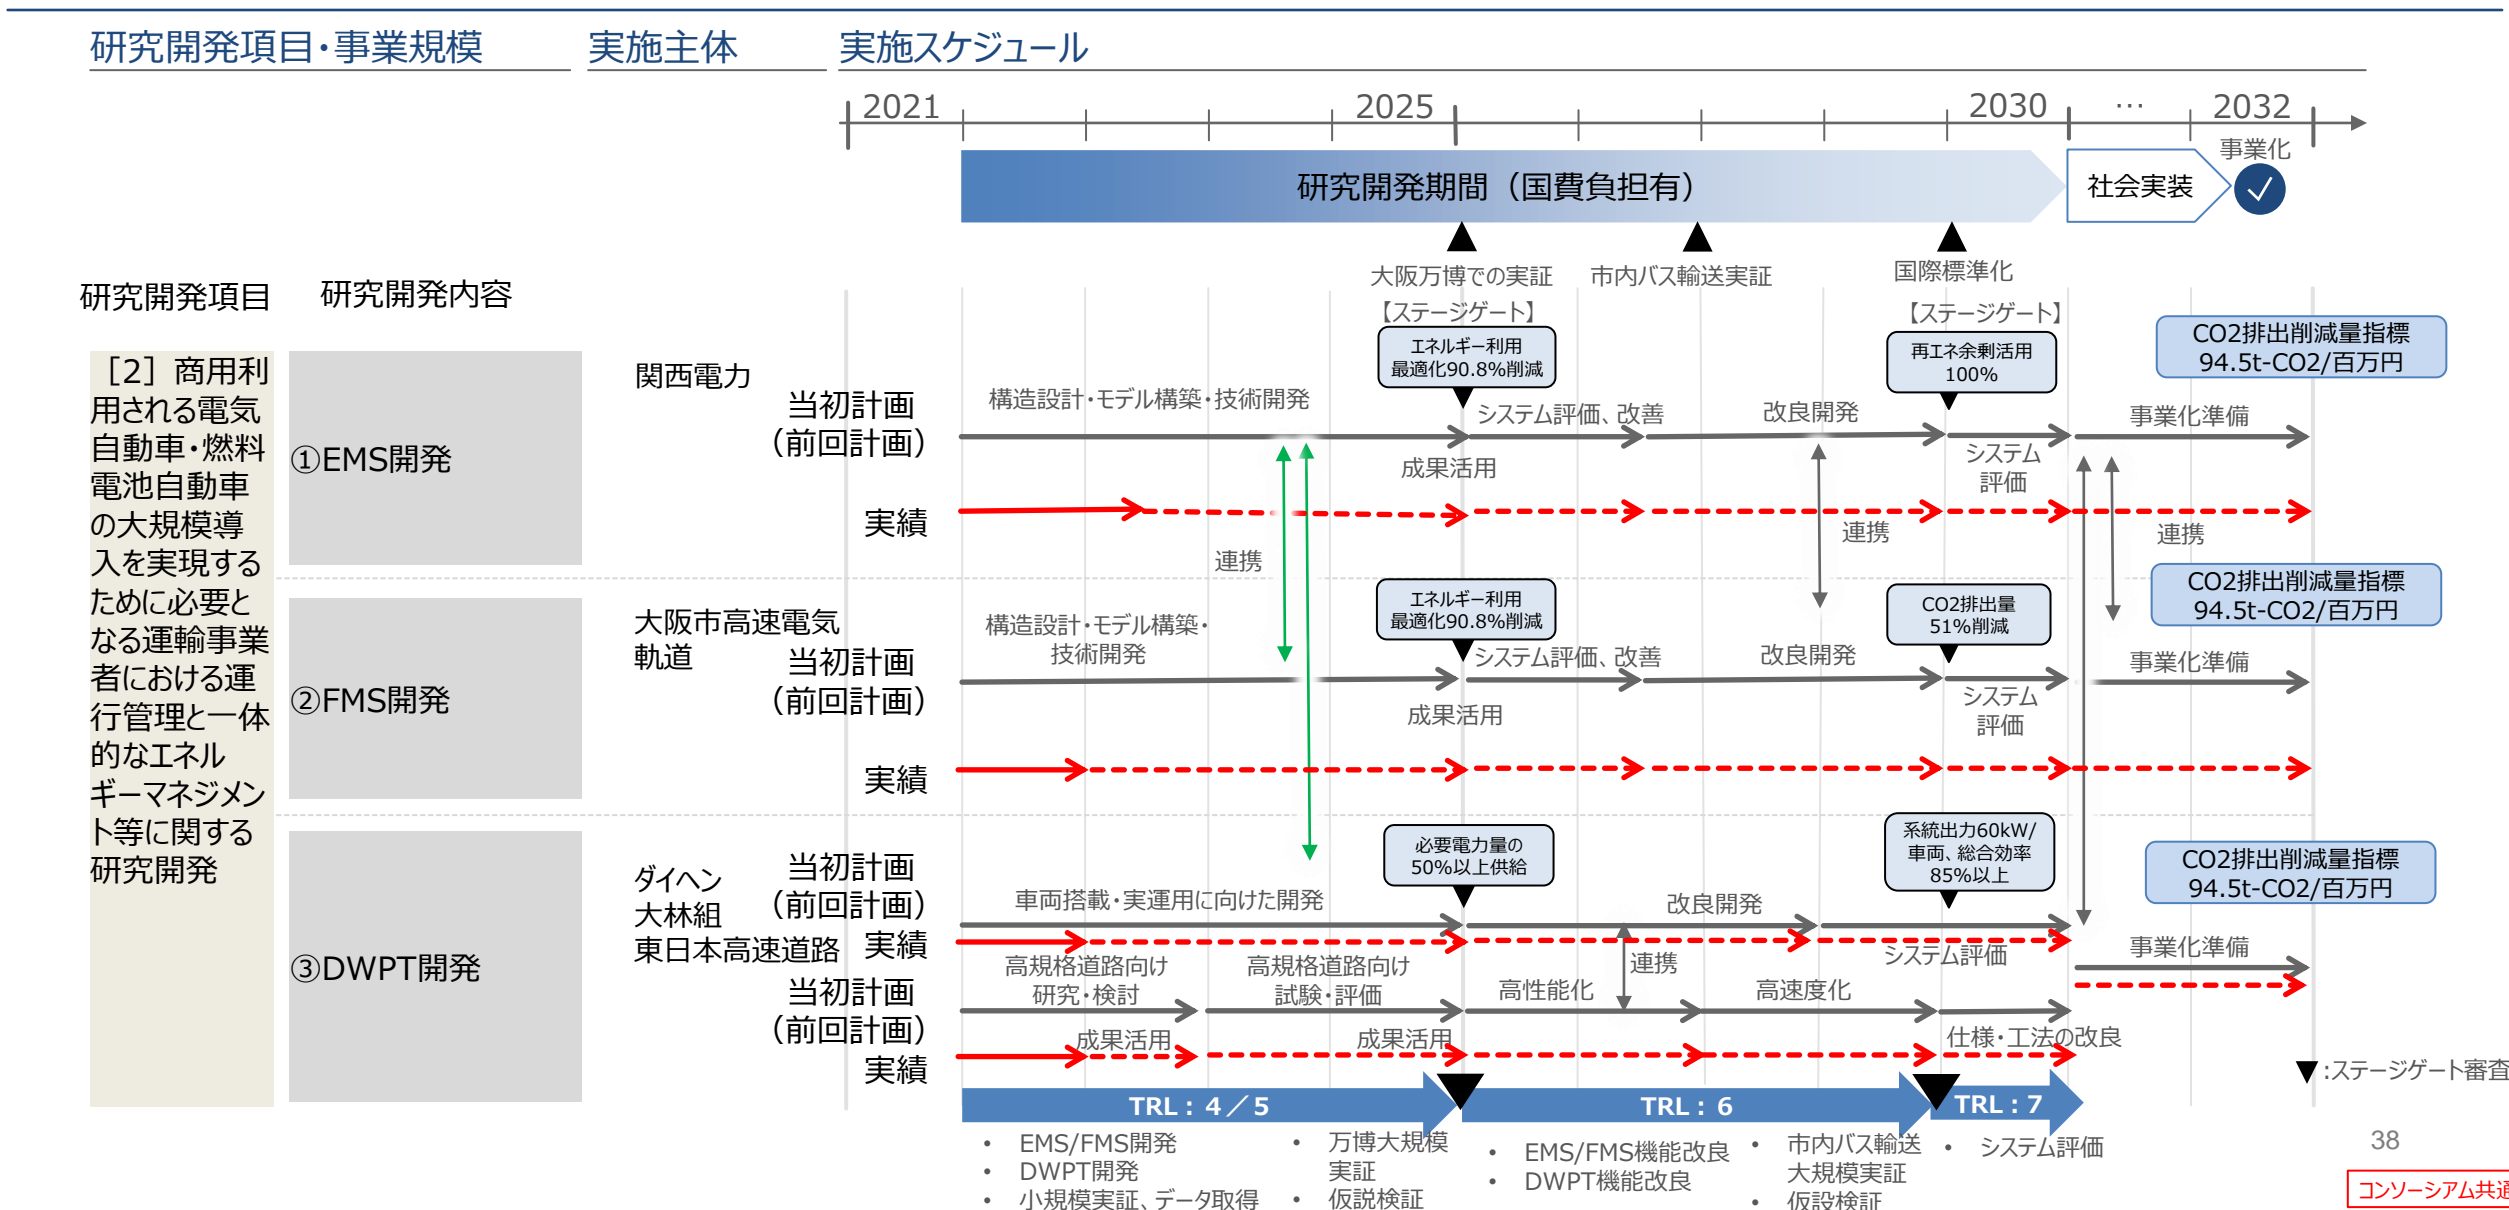 研究開発項目・事業規模
実施主体
実施スケジュール
2021
2025
2030
…
2032
事業化
研究開発期間（国費負担有）
社会実装
大阪万博での実証
市内バス輸送実証
国際標準化
研究開発項目
研究開発内容
【ステージゲート】
【ステージゲート】
［2］商用利
用される電気
自動車・燃料
電池自動車
の大規模導
入を実現する
ために必要と
なる運輸事業
者における運
行管理と一体
的なエネル
ギーマネジメン
ト等に関する
研究開発
①EMS開発
関西電力
当初計画
（前回計画）
実績
構造設計・モデル構築・技術開発
エネルギー利用
最適化90.8%削減
システム評価、改善
成果活用
改良開発
再エネ余剰活用
100%
システム
評価
CO2排出削減量指標
94.5t-CO2/百万円
事業化準備
連携
連携
連携
②FMS開発
大阪市高速電気
軌道
当初計画
（前回計画）
実績
構造設計・モデル構築・
技術開発
エネルギー利用
最適化90.8%削減
システム評価、改善
成果活用
改良開発
CO2排出量
51%削減
システム
評価
CO2排出削減量指標
94.5t-CO2/百万円
事業化準備
③DWPT開発
ダイヘン
大林組
東日本高速道路
当初計画
（前回計画）
実績
車両搭載・実運用に向けた開発
必要電力量の
50%以上供給
改良開発
系統出力60kW/
車両、総合効率
85%以上
システム評価
CO2排出削減量指標
94.5t-CO2/百万円
事業化準備
当初計画
（前回計画）
実績
高規格道路向け
研究・検討
高規格道路向け
試験・評価
連携
高性能化
高速度化
成果活用
成果活用
仕様・工法の改良
▼:ステージゲート審査
TRL：４／５
TRL：６
TRL：７
• EMS/FMS開発
• DWPT開発
• 小規模実証、データ取得
• 万博大規模
実証
• 仮説検証
• EMS/FMS機能改良
• DWPT機能改良
• 市内バス輸送
大規模実証
• 仮設検証
• システム評価
38
コンソーシアム共通